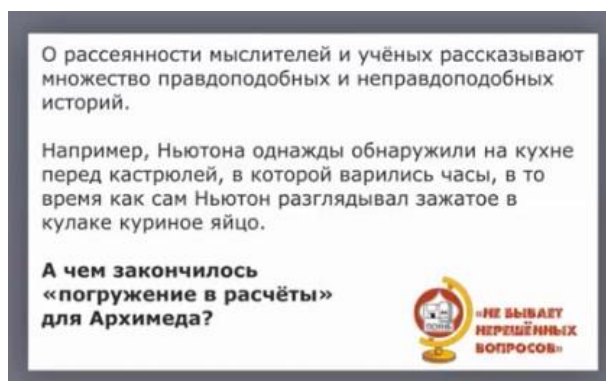 О рассеянности мыслителей и учёных рассказывают
множество правдоподобных и неправдоподобных
историй.
Например, Ньютона однажды обнаружили на кухне
перед кастрюлей, в которой варились часы, в то
время как сам Ньютон разглядывал зажатое в
кулаке куриное яйцо.
А чем закончилось
«погружение в расчёты»
для Архимеда?
«НЕ БЫВАЕТ
НЕРЕШЁННЫХ
ВОПРОСОВ»